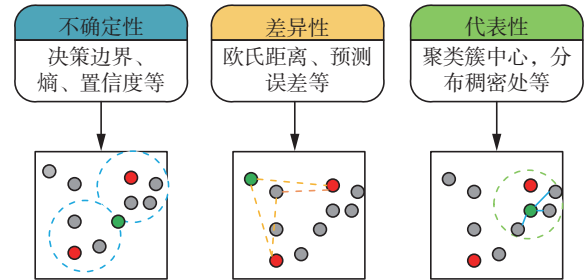 不确定性
决策边界、
熵、置信度等
差异性
欧氏距离、预测
误差等
代表性
聚类簇中心，分
布稠密处等